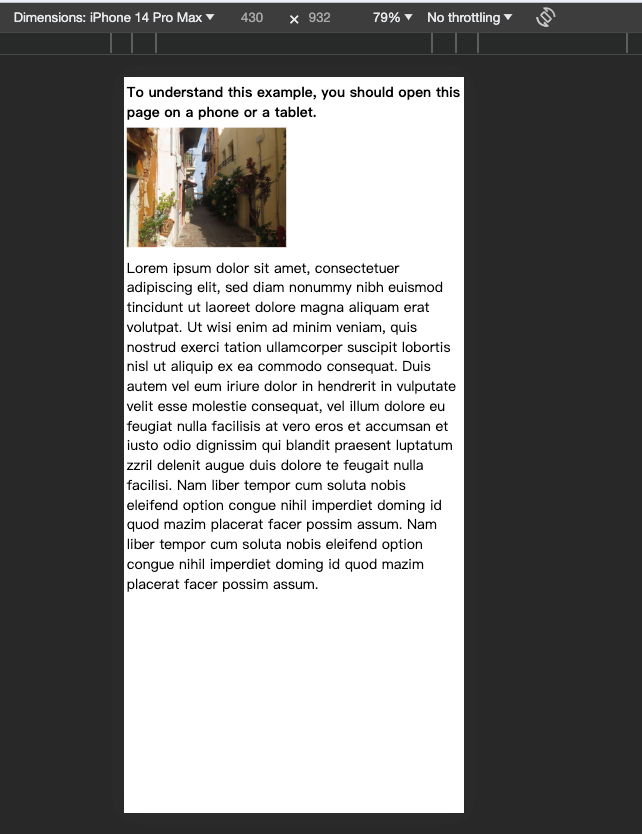 Dimensions: iPhone 14 Pro Max 430 × 932 79% No throttling
To understand this example, you should open this
page on a phone or a tablet.
Lorem ipsum dolor sit amet, consectetuer
adipiscing elit, sed diam nonummy nibh euismod
tincidunt ut laoreet dolore magna aliquam erat
volutpat. Ut wisi enim ad minim veniam, quis
nostrud exerci tation ullamcorper suscipit lobortis
nisl ut aliquip ex ea commodo consequat. Duis
autem vel eum iriure dolor in hendrerit in vulputate
velit esse molestie consequat, vel illum dolore eu
feugiat nulla facilisis at vero eros et accumsan et
iusto odio dignissim qui blandit praesent luptatum
zzril delenit augue duis dolore te feugait nulla
facilisi. Nam liber tempor cum soluta nobis
eleifend option congue nihil imperdiet doming id
quod mazim placerat facer possim assum. Nam
liber tempor cum soluta nobis eleifend option
congue nihil imperdiet doming id quod mazim
placerat facer possim assum.